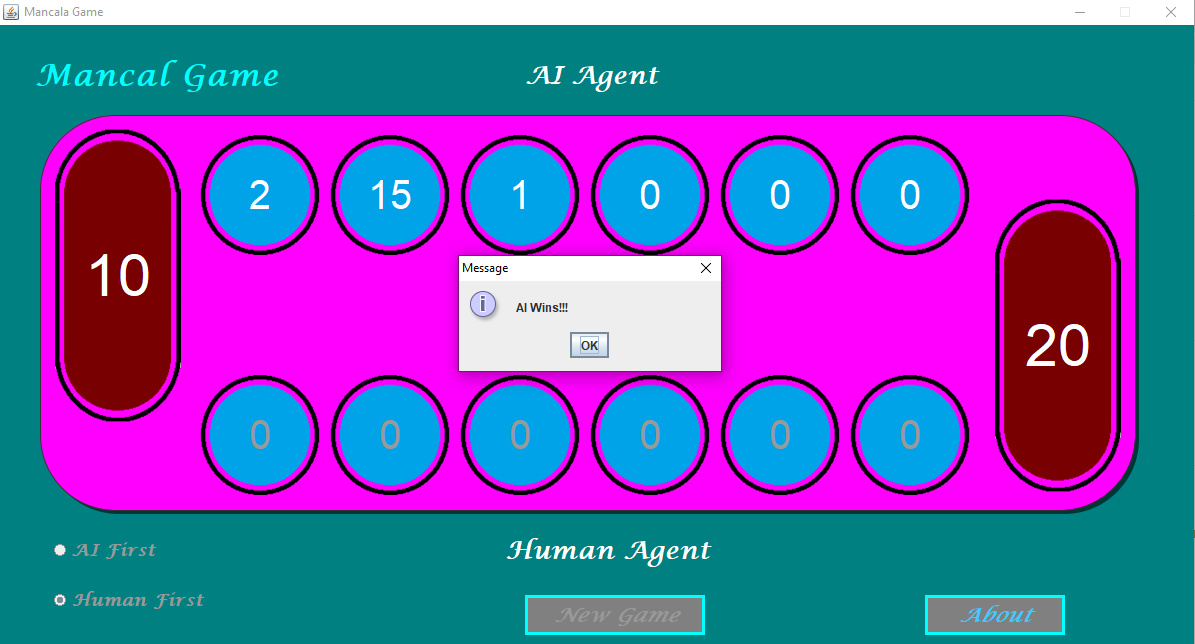 Mancala Game
Mancal Game
AI Agent
10
2 15 1 0 0 0
Message
AI Wins!!!
OK
20
0 0 0 0 0 0
AI First
Human Agent
Human First
New Game
About